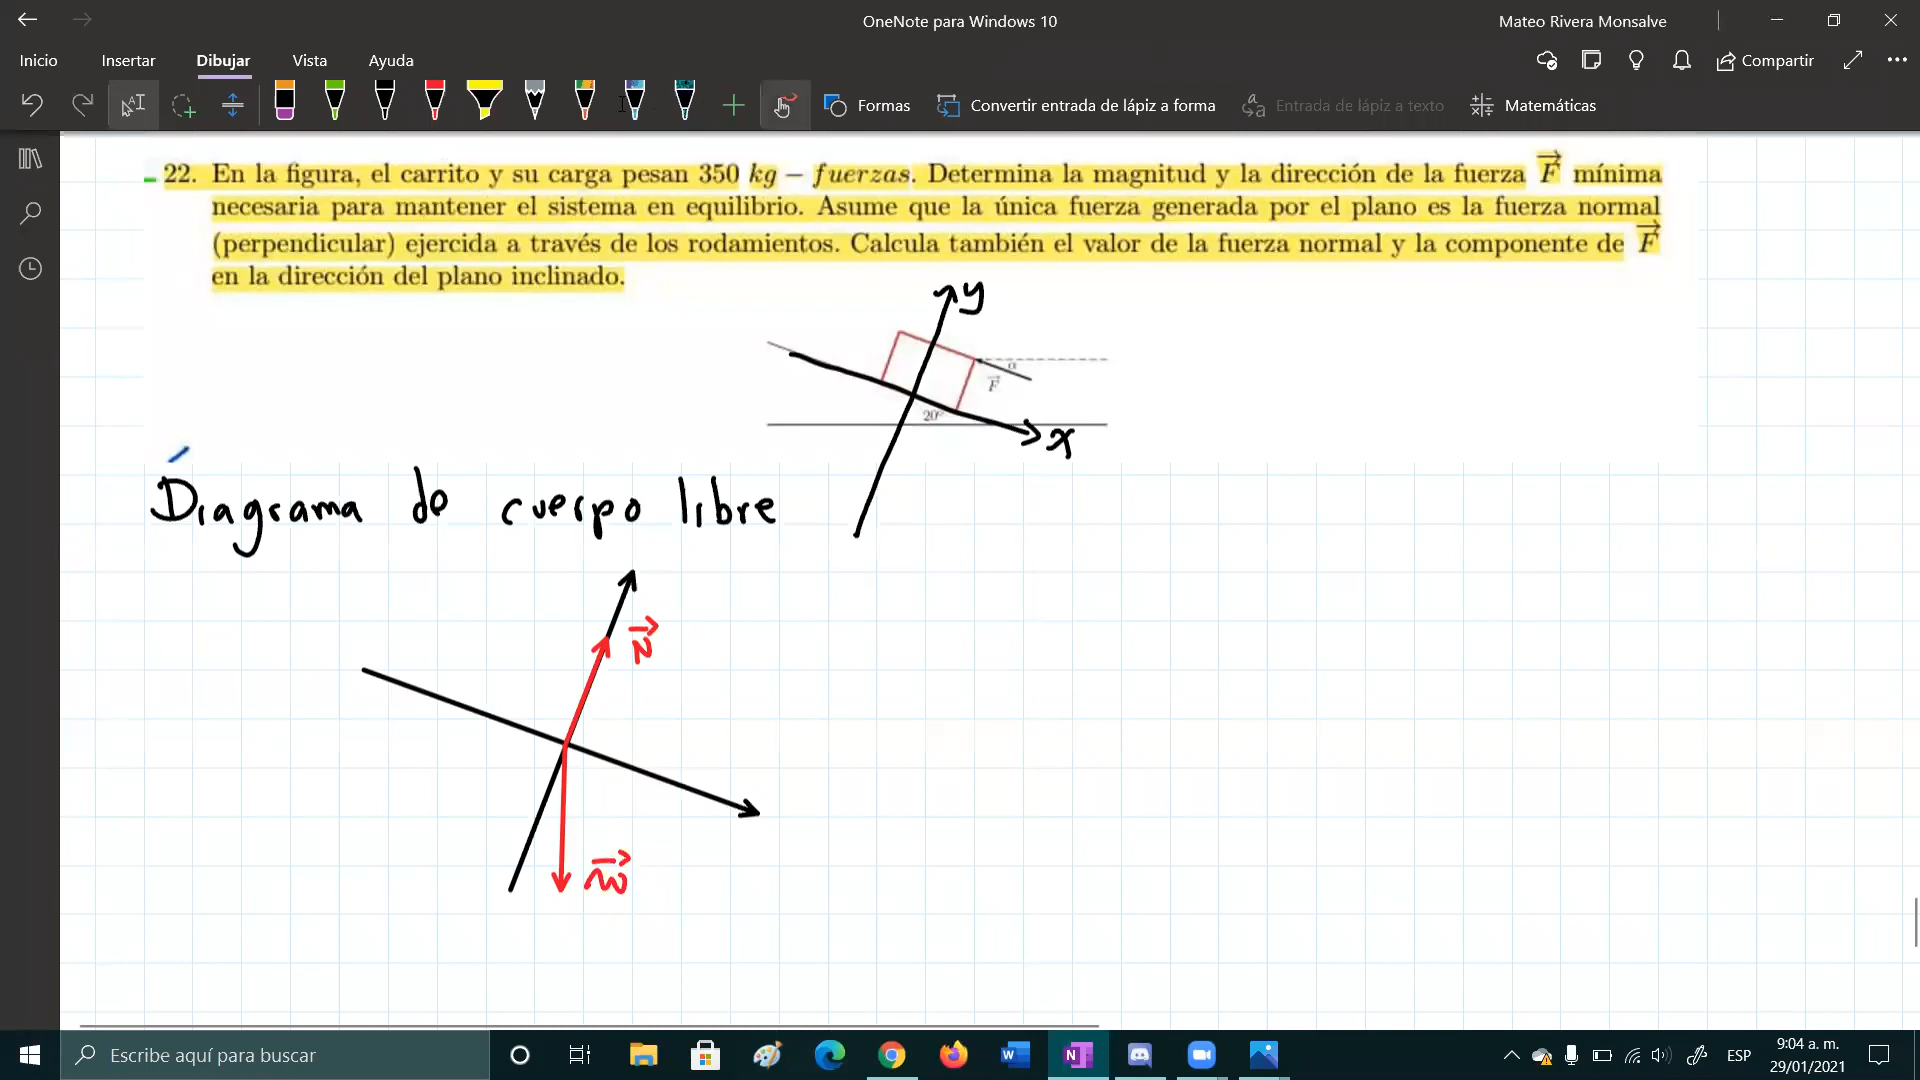 OneNote para Windows 10
Mateo Rivera Monsalve
Inicio Insertar Dibujar Vista Ayuda
Compartir
Formas Convertir entrada de lápiz a forma Entrada de lápiz a texto Matemáticas
22. En la figura, el carrito y su carga pesan 350 kg − fuerzas. Determina la magnitud y la dirección de la fuerza F⃗ mínima
necesaria para mantener el sistema en equilibrio. Asume que la única fuerza generada por el plano es la fuerza normal
(perpendicular) ejercida a través de los rodamientos. Calcula también el valor de la fuerza normal y la componente de F⃗
en la dirección del plano inclinado.
y
α
F⃗
20°
x
Diagrama de cuerpo libre
N⃗
w⃗
Escribe aquí para buscar
ESP
9:04 a. m.
29/01/2021